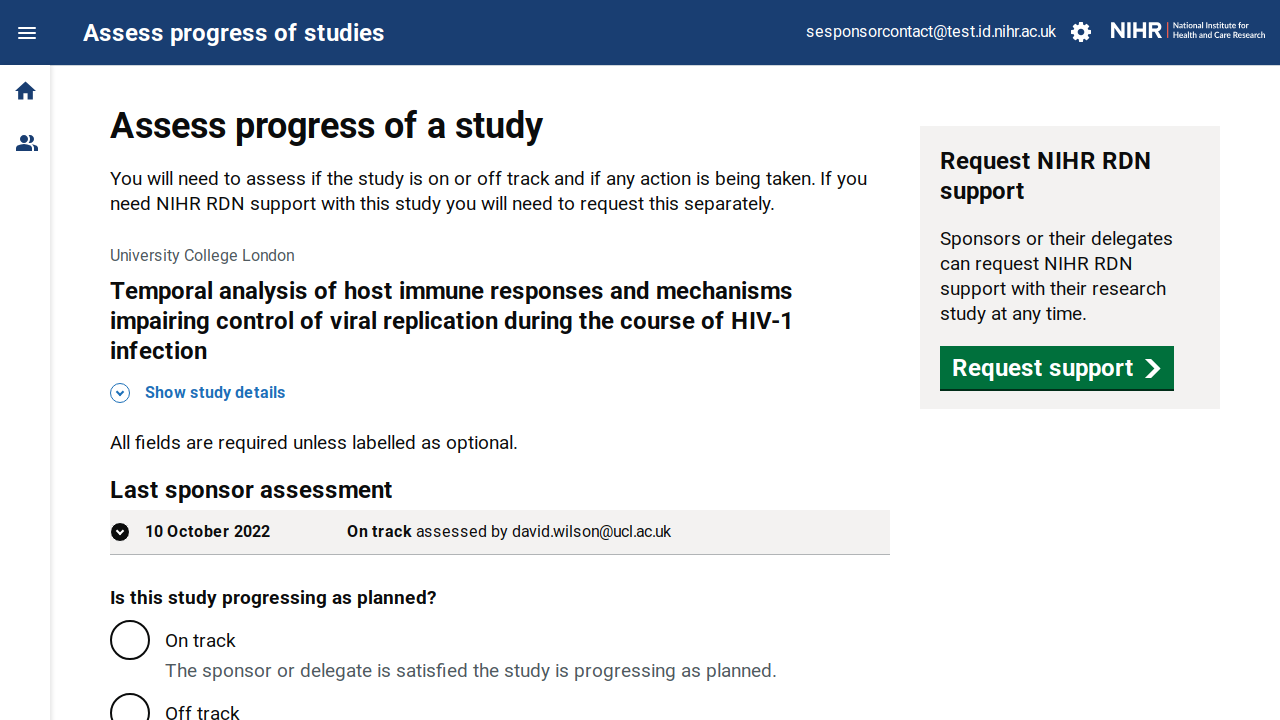 Assess progress of studies
sesponsorcontact@test.id.nihr.ac.uk
NIHR | National Institute for
Health and Care Research
Assess progress of a study
You will need to assess if the study is on or off track and if any action is being taken. If you
need NIHR RDN support with this study you will need to request this separately.
University College London
Temporal analysis of host immune responses and mechanisms
impairing control of viral replication during the course of HIV-1
infection
Show study details
All fields are required unless labelled as optional.
Last sponsor assessment
10 October 2022 On track assessed by david.wilson@ucl.ac.uk
Is this study progressing as planned?
On track
The sponsor or delegate is satisfied the study is progressing as planned.
Off track
Request NIHR RDN
support
Sponsors or their delegates
can request NIHR RDN
support with their research
study at any time.
Request support